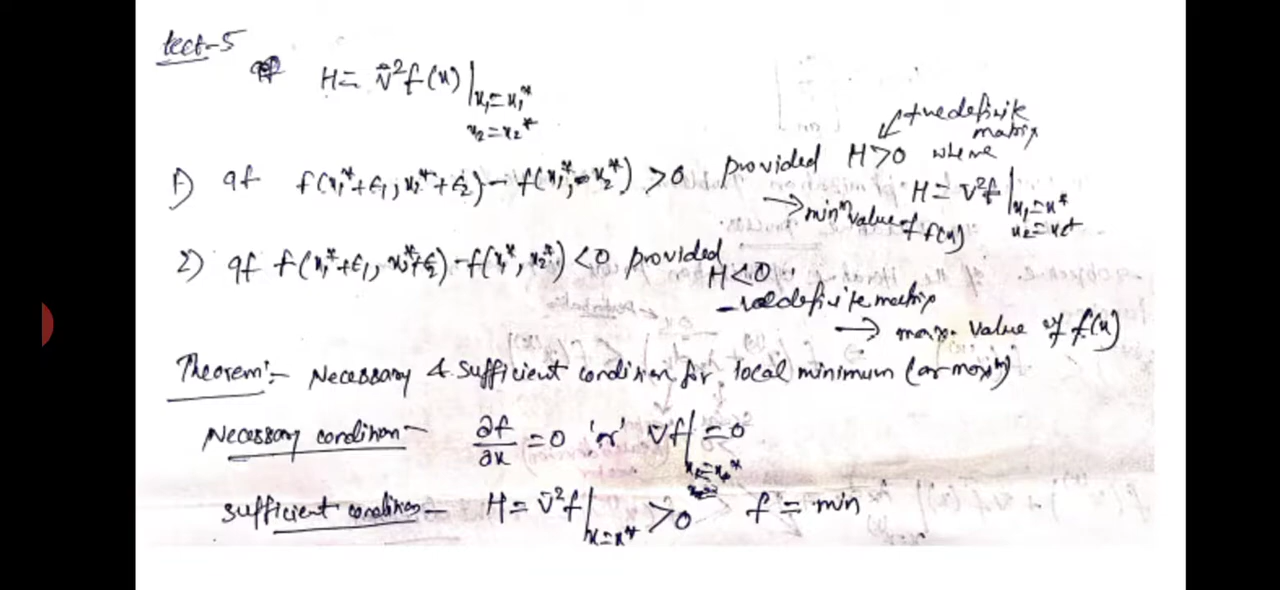 Lect-5
H = ∇²f(x)|x₁=x₁*
x₂=x₂*
+ve definite
matrix
1) If f(x₁*+ε₁, x₂*+ε₂) - f(x₁*, x₂*) >0 provided H>0 where
H = ∇²f|x₁=x*
x₂=x₂*
→ minᵐ value of f(x)
2) If f(x₁*+ε₁, x₂*+ε₂) - f(x₁*, x₂*) <0, provided
H<0.
-ve definite matrix
→ max. value of f(x)
Theorem:- Necessary & sufficient condition for local minimum (or maxᵐ)
Necessary condition- ∂f/∂x =0 'or' ∇f| =0
sufficient condition- H = ∇²f|x=x* >0 f = min